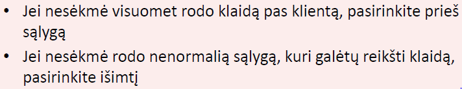 • Jei nesėkmė visuomet rodo klaidą pas klientą, pasirinkite prieš
sąlygą
• Jei nesėkmė rodo nenormalią sąlygą, kuri galėtų reikšti klaidą,
pasirinkite išimtį